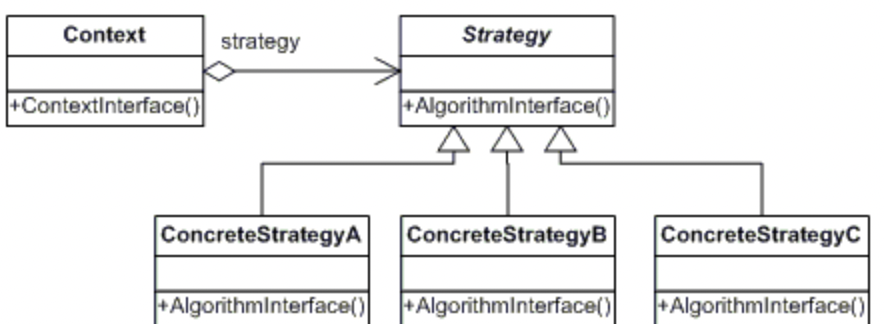 Context
strategy
Strategy
+ContextInterface()
+AlgorithmInterface()
ConcreteStrategyA
ConcreteStrategyB
ConcreteStrategyC
+AlgorithmInterface()
+AlgorithmInterface()
+AlgorithmInterface()